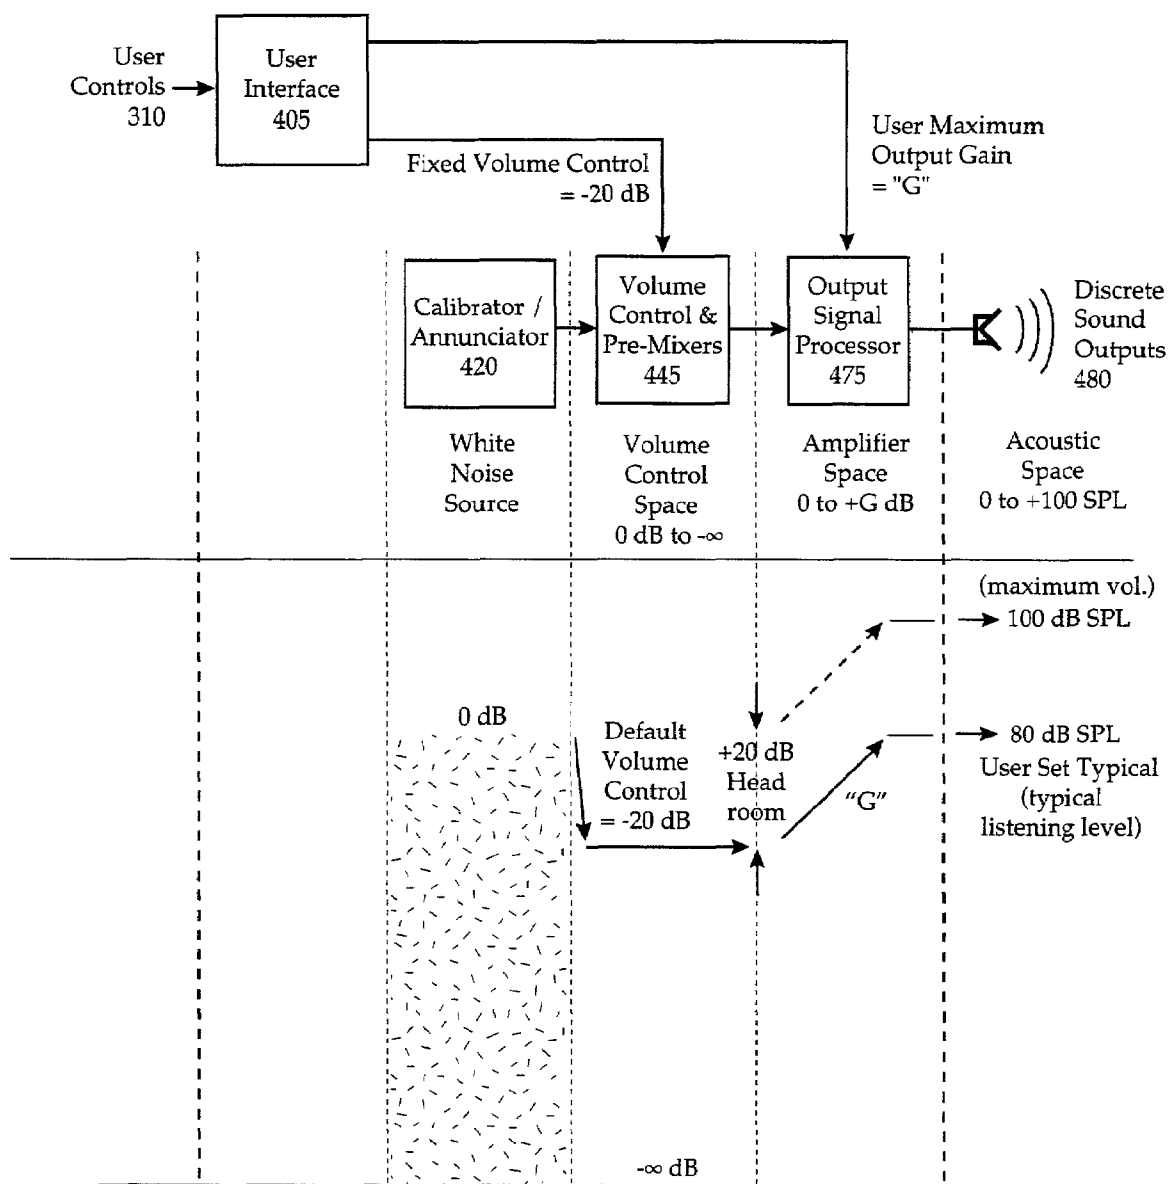 User
Controls
310
User
Interface
405
Fixed Volume Control
= -20 dB
User Maximum
Output Gain
= "G"
Calibrator /
Annunciator
420
Volume
Control &
Pre-Mixers
445
Output
Signal
Processor
475
Discrete
Sound
Outputs
480
White
Noise
Source
Volume
Control
Space
0 dB to -∞
Amplifier
Space
0 to +G dB
Acoustic
Space
0 to +100 SPL
(maximum vol.)
100 dB SPL
0 dB
Default
Volume
Control
= -20 dB
+20 dB
Head
room
"G"
80 dB SPL
User Set Typical
(typical
listening level)
-∞ dB